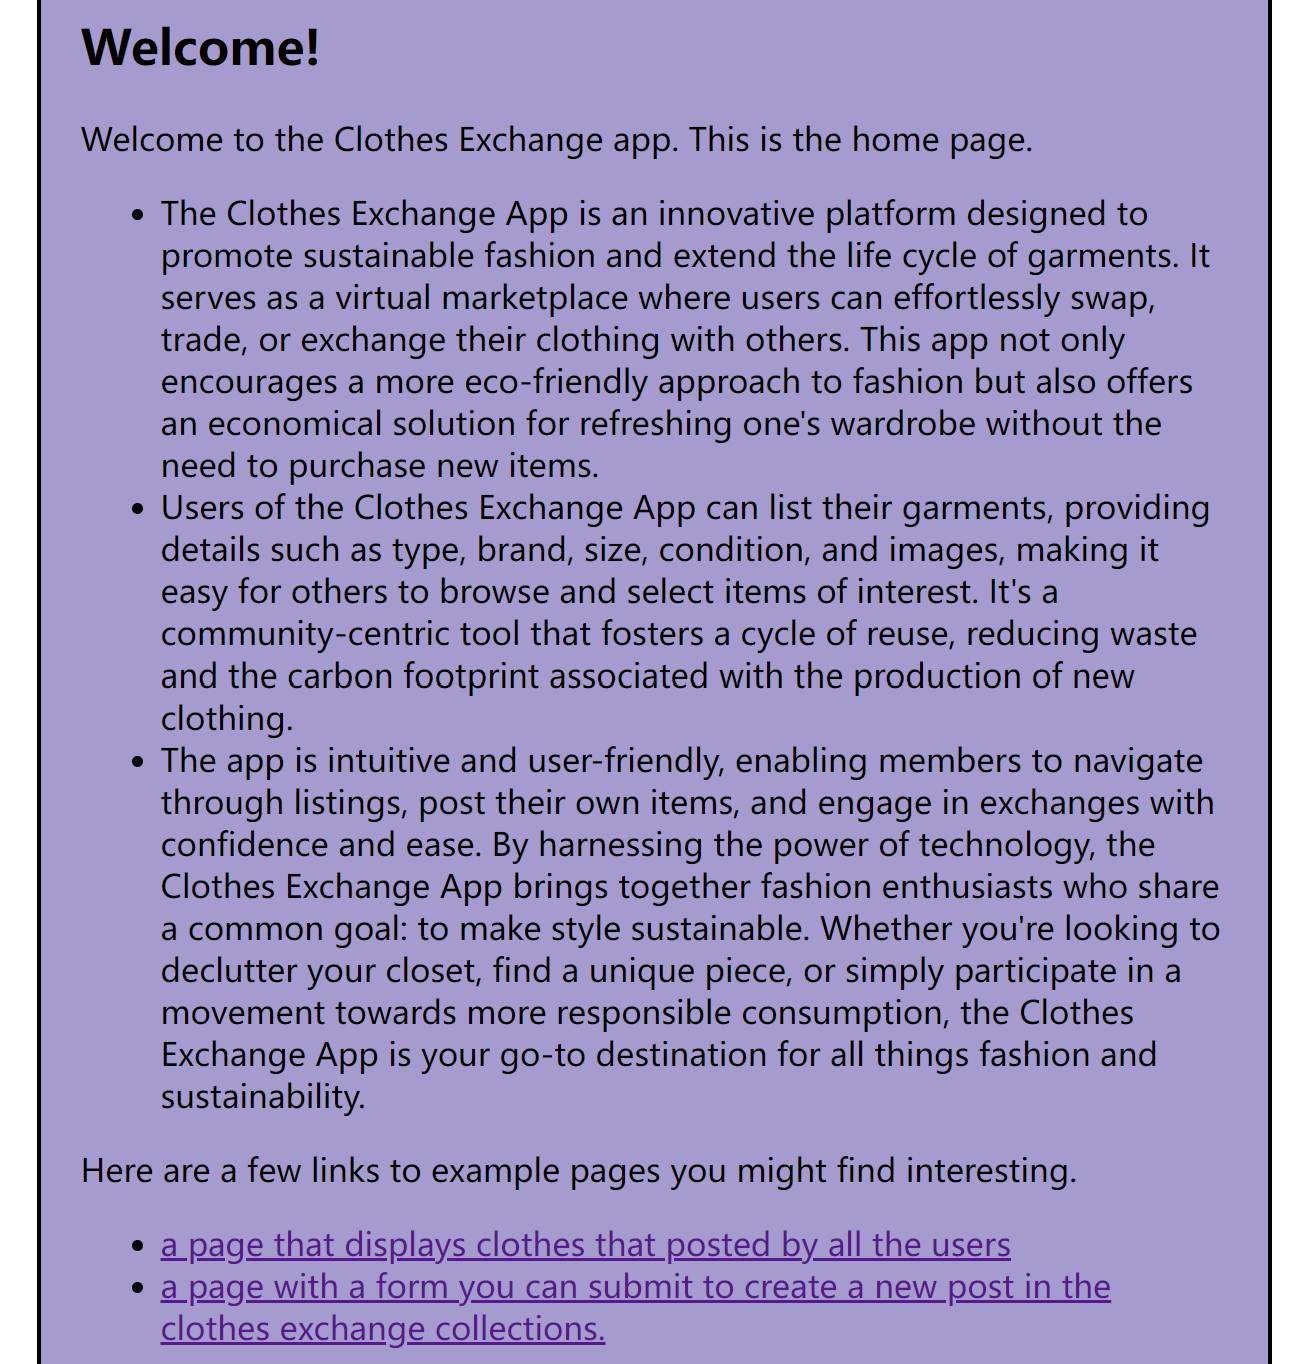 Welcome!
Welcome to the Clothes Exchange app. This is the home page.
The Clothes Exchange App is an innovative platform designed to
promote sustainable fashion and extend the life cycle of garments. It
serves as a virtual marketplace where users can effortlessly swap,
trade, or exchange their clothing with others. This app not only
encourages a more eco-friendly approach to fashion but also offers
an economical solution for refreshing one's wardrobe without the
need to purchase new items.
Users of the Clothes Exchange App can list their garments, providing
details such as type, brand, size, condition, and images, making it
easy for others to browse and select items of interest. It's a
community-centric tool that fosters a cycle of reuse, reducing waste
and the carbon footprint associated with the production of new
clothing.
The app is intuitive and user-friendly, enabling members to navigate
through listings, post their own items, and engage in exchanges with
confidence and ease. By harnessing the power of technology, the
Clothes Exchange App brings together fashion enthusiasts who share
a common goal: to make style sustainable. Whether you're looking to
declutter your closet, find a unique piece, or simply participate in a
movement towards more responsible consumption, the Clothes
Exchange App is your go-to destination for all things fashion and
sustainability.
Here are a few links to example pages you might find interesting.
a page that displays clothes that posted by all the users
a page with a form you can submit to create a new post in the
clothes exchange collections.